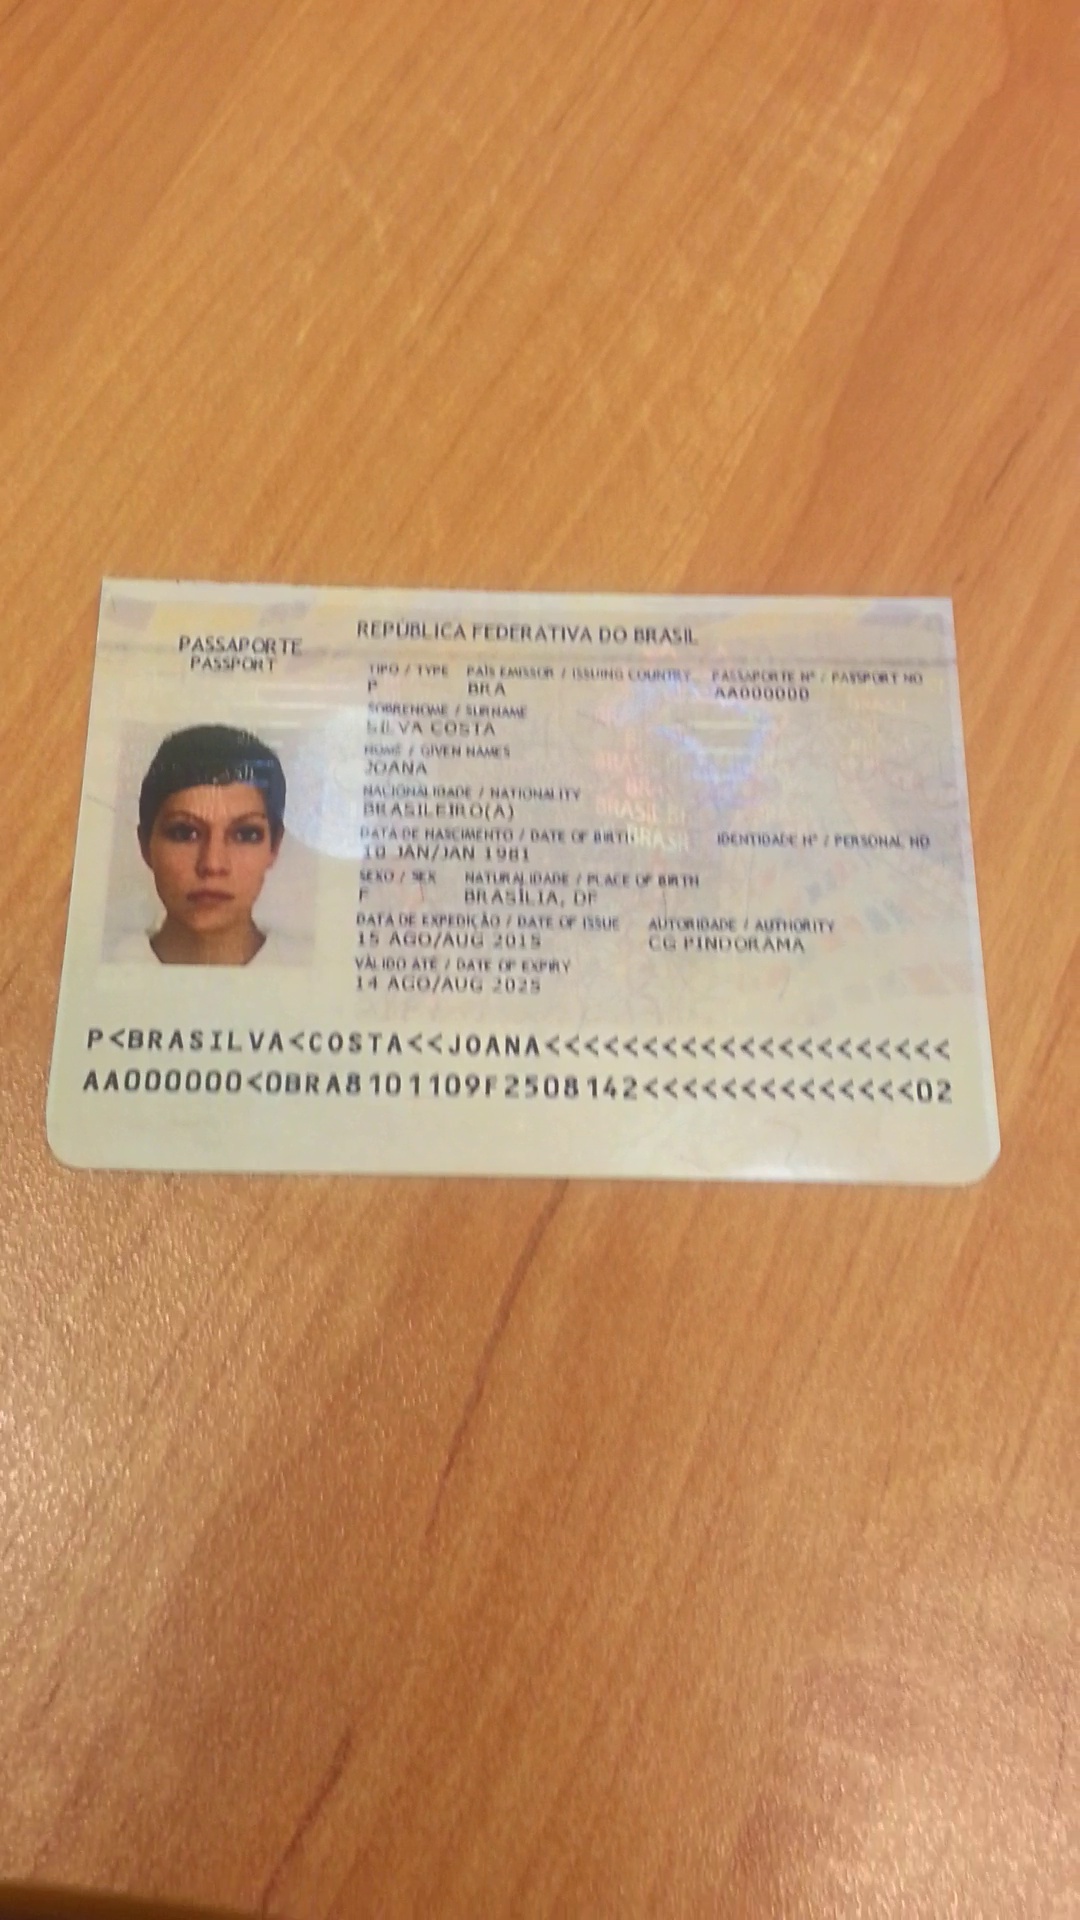 PASSAPORTE
PASSPORT
REPÚBLICA FEDERATIVA DO BRASIL
TIPO / TYPE PAÍS EMISSOR / ISSUING COUNTRY PASSAPORTE Nº / PASSPORT NO
P BRA AA000000
SOBRENOME / SURNAME
SILVA COSTA
NOME / GIVEN NAMES
JOANA
NACIONALIDADE / NATIONALITY
BRASILEIRO(A)
DATA DE NASCIMENTO / DATE OF BIRTH IDENTIDADE Nº / PERSONAL NO
10 JAN/JAN 1981
SEXO / SEX NATURALIDADE / PLACE OF BIRTH
F BRASÍLIA, DF
DATA DE EXPEDIÇÃO / DATE OF ISSUE AUTORIDADE / AUTHORITY
15 AGO/AUG 2015 CG PINDORAMA
VÁLIDO ATÉ / DATE OF EXPIRY
14 AGO/AUG 2025
P<BRASILVA<COSTA<<JOANA<<<<<<<<<<<<<<<<<<<<<
AA000000<0BRA8101109F2508142<<<<<<<<<<<<<<02